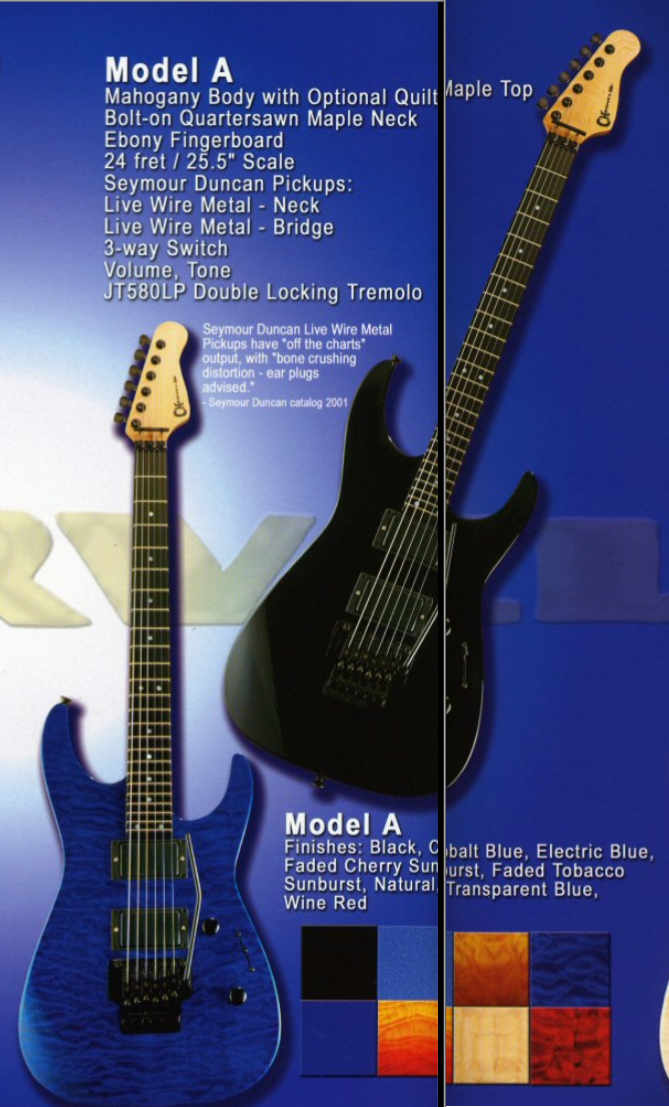 Model A
Mahogany Body with Optional Quilt Maple Top
Bolt-on Quartersawn Maple Neck
Ebony Fingerboard
24 fret / 25.5" Scale
Seymour Duncan Pickups:
Live Wire Metal - Neck
Live Wire Metal - Bridge
3-way Switch
Volume, Tone
JT580LP Double Locking Tremolo
Seymour Duncan Live Wire Metal
Pickups have "off the charts"
output, with "bone crushing
distortion - ear plugs
advised."
- Seymour Duncan catalog 2001
Model A
Finishes: Black, Cobalt Blue, Electric Blue,
Faded Cherry Sunburst, Faded Tobacco
Sunburst, Natural, Transparent Blue,
Wine Red